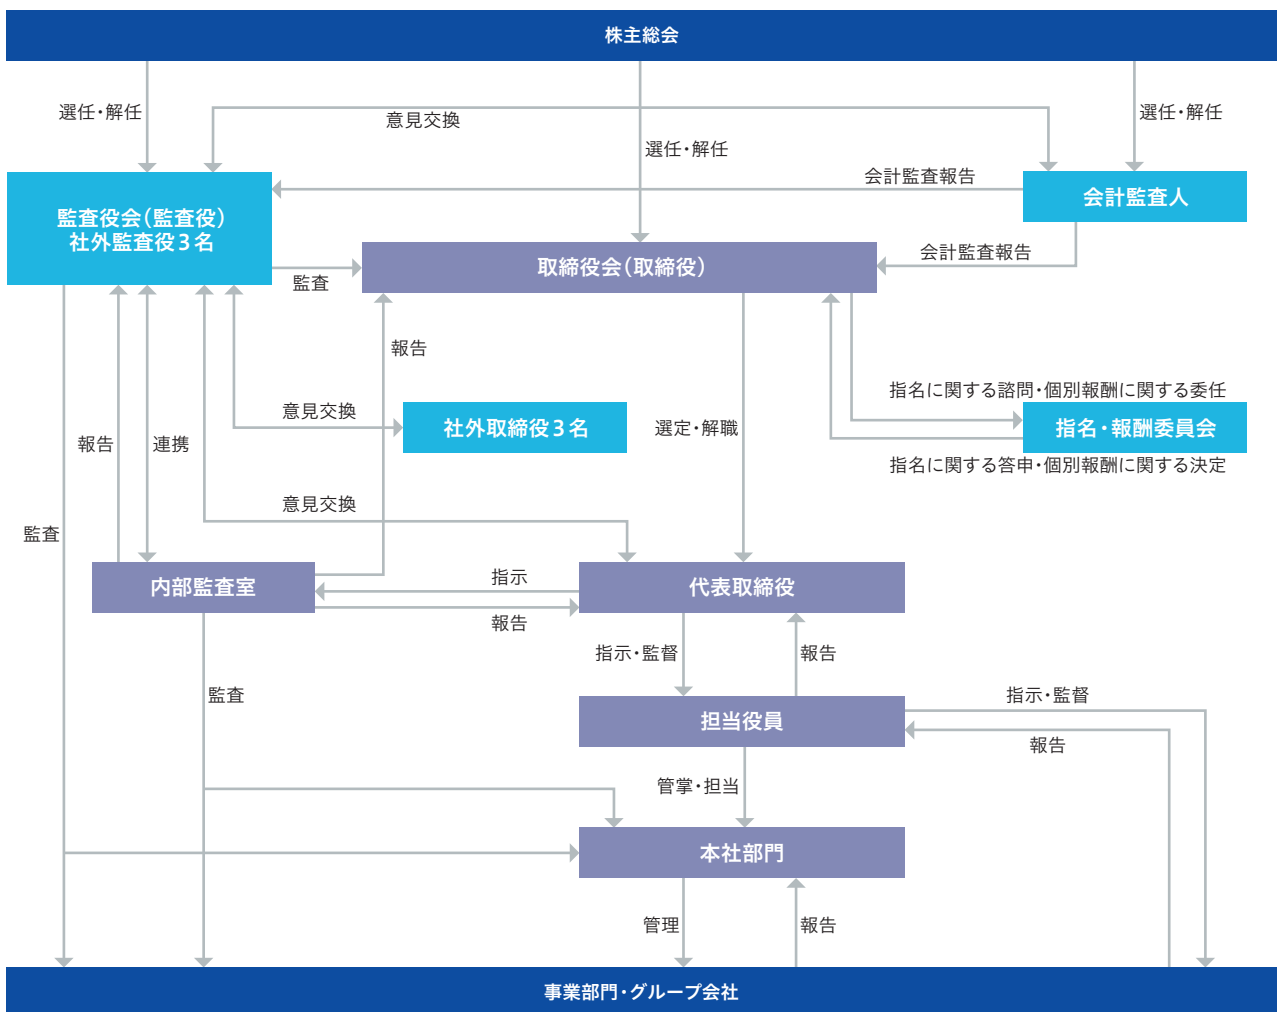 株主総会
選任・解任
意見交換
選任・解任
選任・解任
会計監査報告
会計監査人
監査役会(監査役)
社外監査役3名
取締役会(取締役)
会計監査報告
監査
報告
指名に関する諮問・個別報酬に関する委任
意見交換
社外取締役3名
選定・解職
指名・報酬委員会
報告
連携
指名に関する答申・個別報酬に関する決定
意見交換
監査
内部監査室
指示
代表取締役
報告
指示・監督
報告
監査
担当役員
指示・監督
報告
管掌・担当
本社部門
管理
報告
事業部門・グループ会社